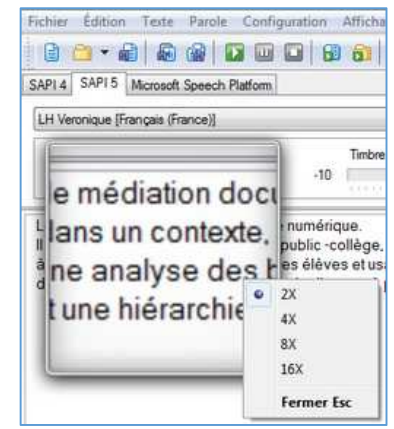 Fichier Édition Texte Parole Configuration Afficha
SAPI 4 SAPI 5 Microsoft Speech Platform
LH Veronique [Français (France)]
Timbre
-10
e médiation docu
L numérique.
lans un contexte,
Il public -collège,
ne analyse des b
à es élèves et usa
d
t une hiérarchie
2X
4X
8X
16X
Fermer Esc